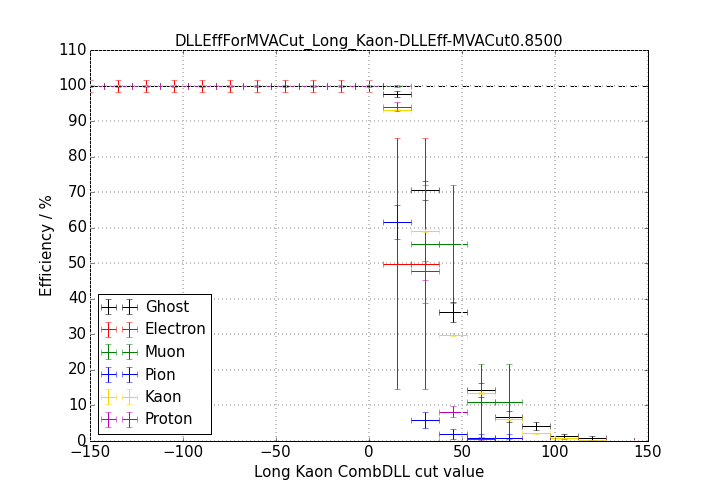 DLLEffForMVACut_Long_Kaon-DLLEff-MVACut0.8500
110
100
90
80
70
60
50
40
30
20
10
0
Efficiency / %
Ghost
Electron
Muon
Pion
Kaon
Proton
−150 −100 −50 0 50 100 150
Long Kaon CombDLL cut value